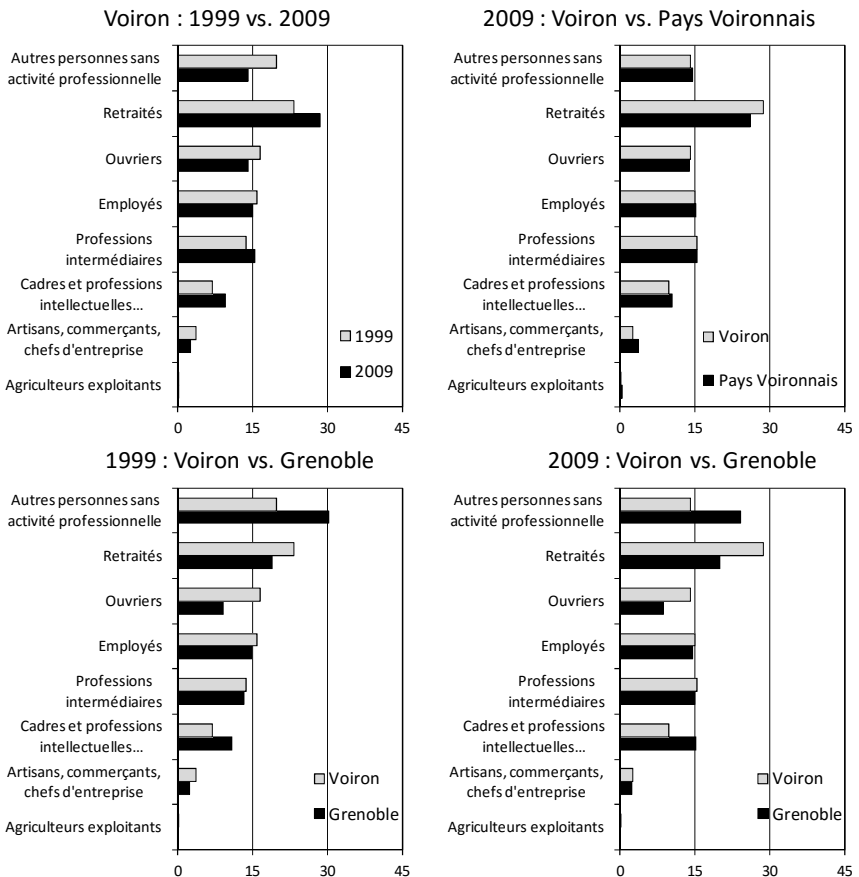 Voiron : 1999 vs. 2009
Autres personnes sans
activité professionnelle
Retraités
Ouvriers
Employés
Professions
intermédiaires
Cadres et professions
intellectuelles…
Artisans, commerçants,
chefs d'entreprise
Agriculteurs exploitants
1999
2009
0 15 30 45
2009 : Voiron vs. Pays Voironnais
Autres personnes sans
activité professionnelle
Retraités
Ouvriers
Employés
Professions
intermédiaires
Cadres et professions
intellectuelles…
Artisans, commerçants,
chefs d'entreprise
Agriculteurs exploitants
Voiron
Pays Voironnais
0 15 30 45
1999 : Voiron vs. Grenoble
Autres personnes sans
activité professionnelle
Retraités
Ouvriers
Employés
Professions
intermédiaires
Cadres et professions
intellectuelles…
Artisans, commerçants,
chefs d'entreprise
Agriculteurs exploitants
Voiron
Grenoble
0 15 30 45
2009 : Voiron vs. Grenoble
Autres personnes sans
activité professionnelle
Retraités
Ouvriers
Employés
Professions
intermédiaires
Cadres et professions
intellectuelles…
Artisans, commerçants,
chefs d'entreprise
Agriculteurs exploitants
Voiron
Grenoble
0 15 30 45